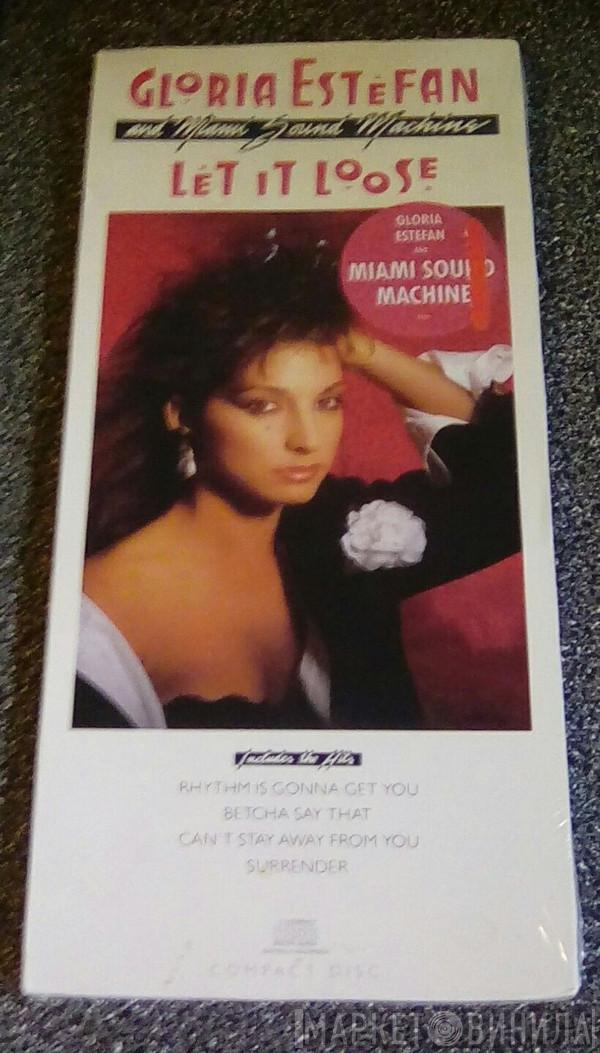 GLORIA ESTEFAN
and Miami Sound Machine
LET IT LOOSE
GLORIA
ESTEFAN
AND
MIAMI SOUND
MACHINE
Includes the Hits
RHYTHM IS GONNA GET YOU
BETCHA SAY THAT
CAN'T STAY AWAY FROM YOU
SURRENDER
COMPACT DISC
МАРКЕТ ВИНИЛА